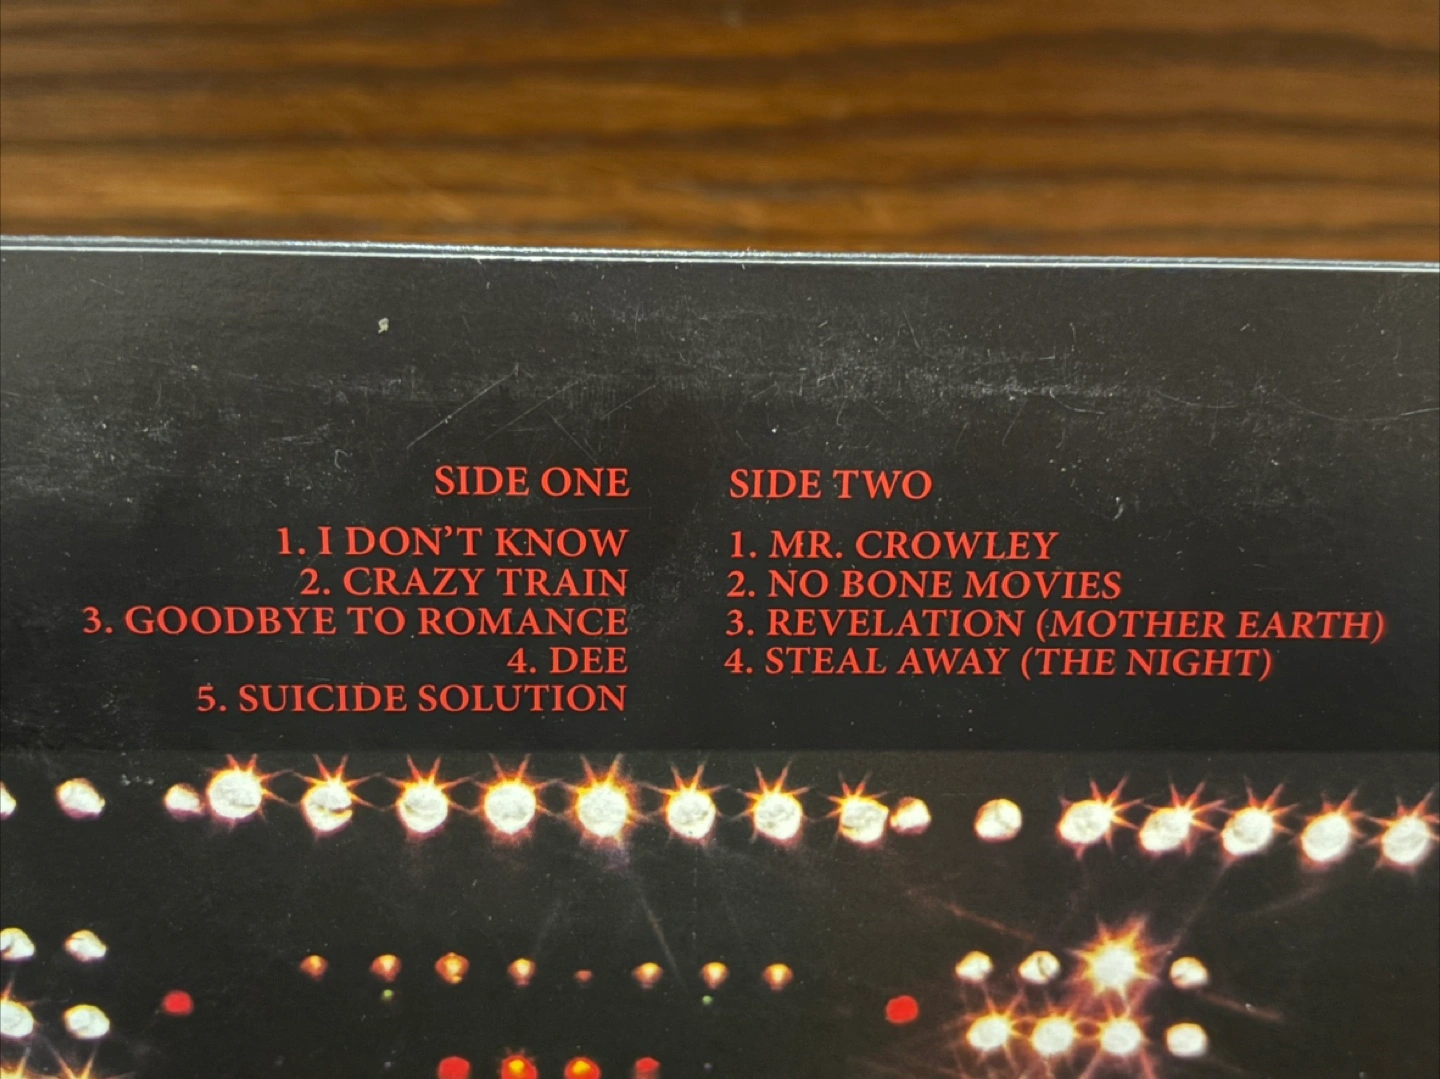 SIDE ONE
1. I DON'T KNOW
2. CRAZY TRAIN
3. GOODBYE TO ROMANCE
4. DEE
5. SUICIDE SOLUTION
SIDE TWO
1. MR. CROWLEY
2. NO BONE MOVIES
3. REVELATION (MOTHER EARTH)
4. STEAL AWAY (THE NIGHT)